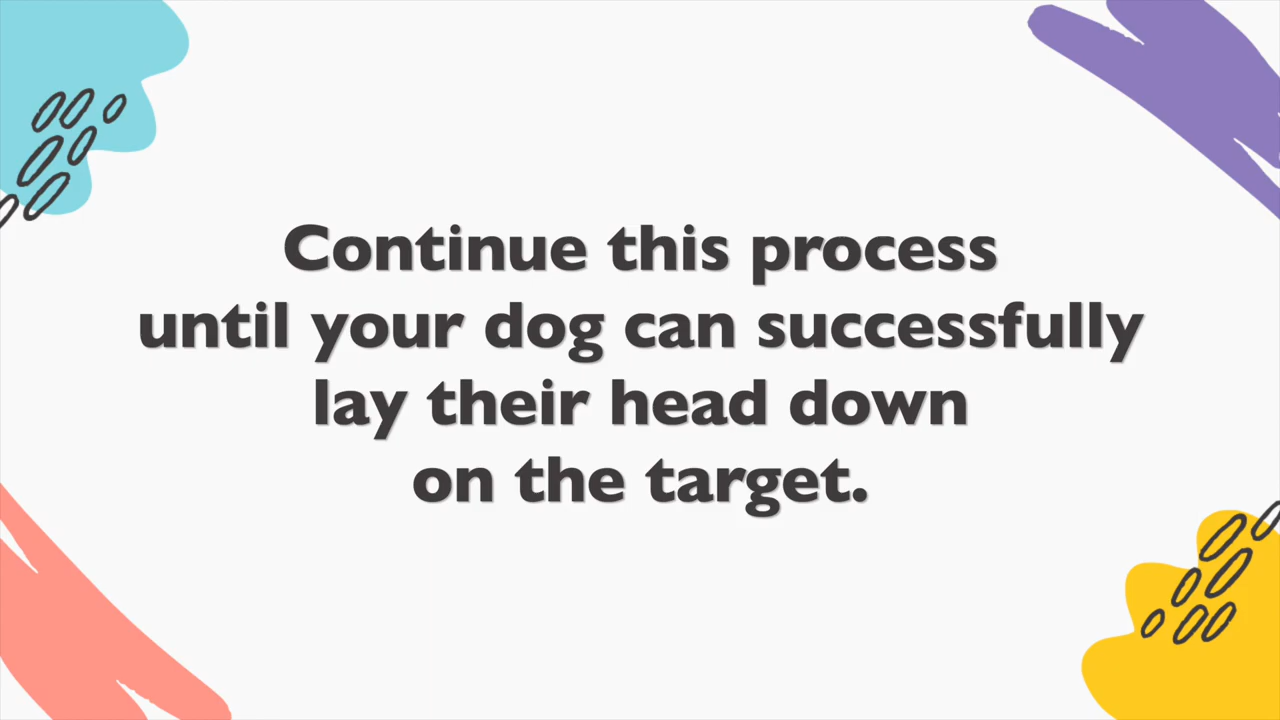 Continue this process
until your dog can successfully
lay their head down
on the target.